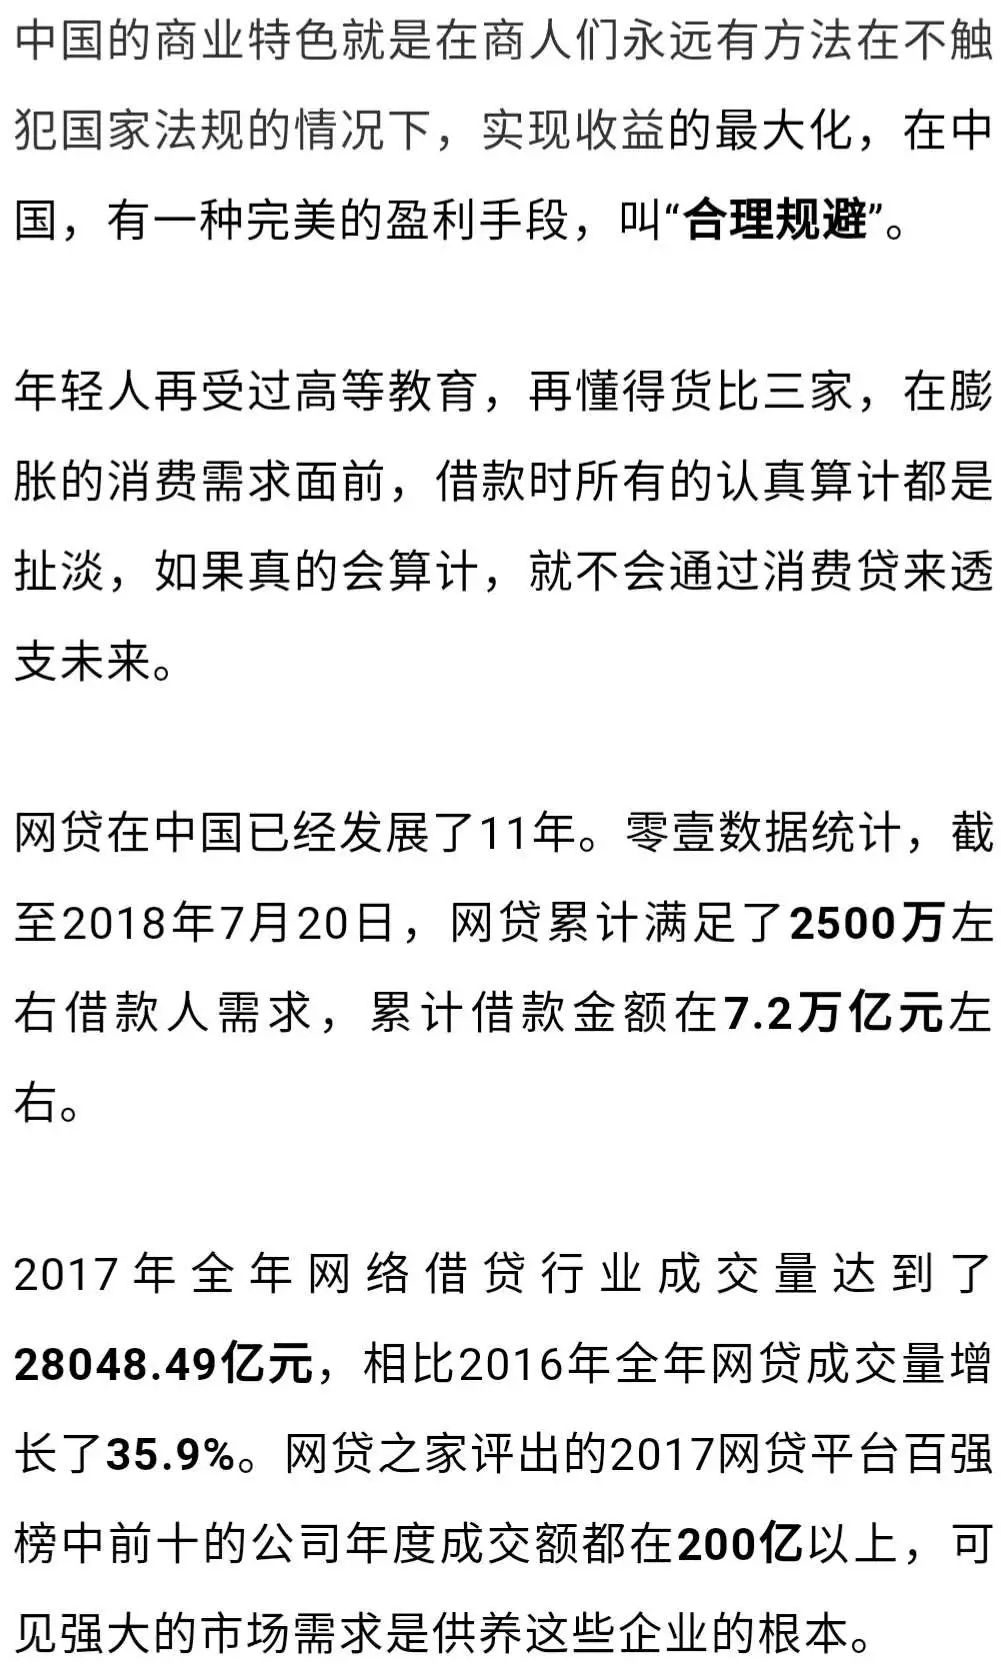 中国的商业特色就是在商人们永远有方法在不触
犯国家法规的情况下，实现收益的最大化，在中
国，有一种完美的盈利手段，叫“合理规避”。
年轻人再受过高等教育，再懂得货比三家，在膨
胀的消费需求面前，借款时所有的认真算计都是
扯淡，如果真的会算计，就不会通过消费贷来透
支未来。
网贷在中国已经发展了11年。零壹数据统计，截
至2018年7月20日，网贷累计满足了2500万左
右借款人需求，累计借款金额在7.2万亿元左
右。
2017年全年网络借贷行业成交量达到了
28048.49亿元，相比2016年全年网贷成交量增
长了35.9%。网贷之家评出的2017网贷平台百强
榜中前十的公司年度成交额都在200亿以上，可
见强大的市场需求是供养这些企业的根本。